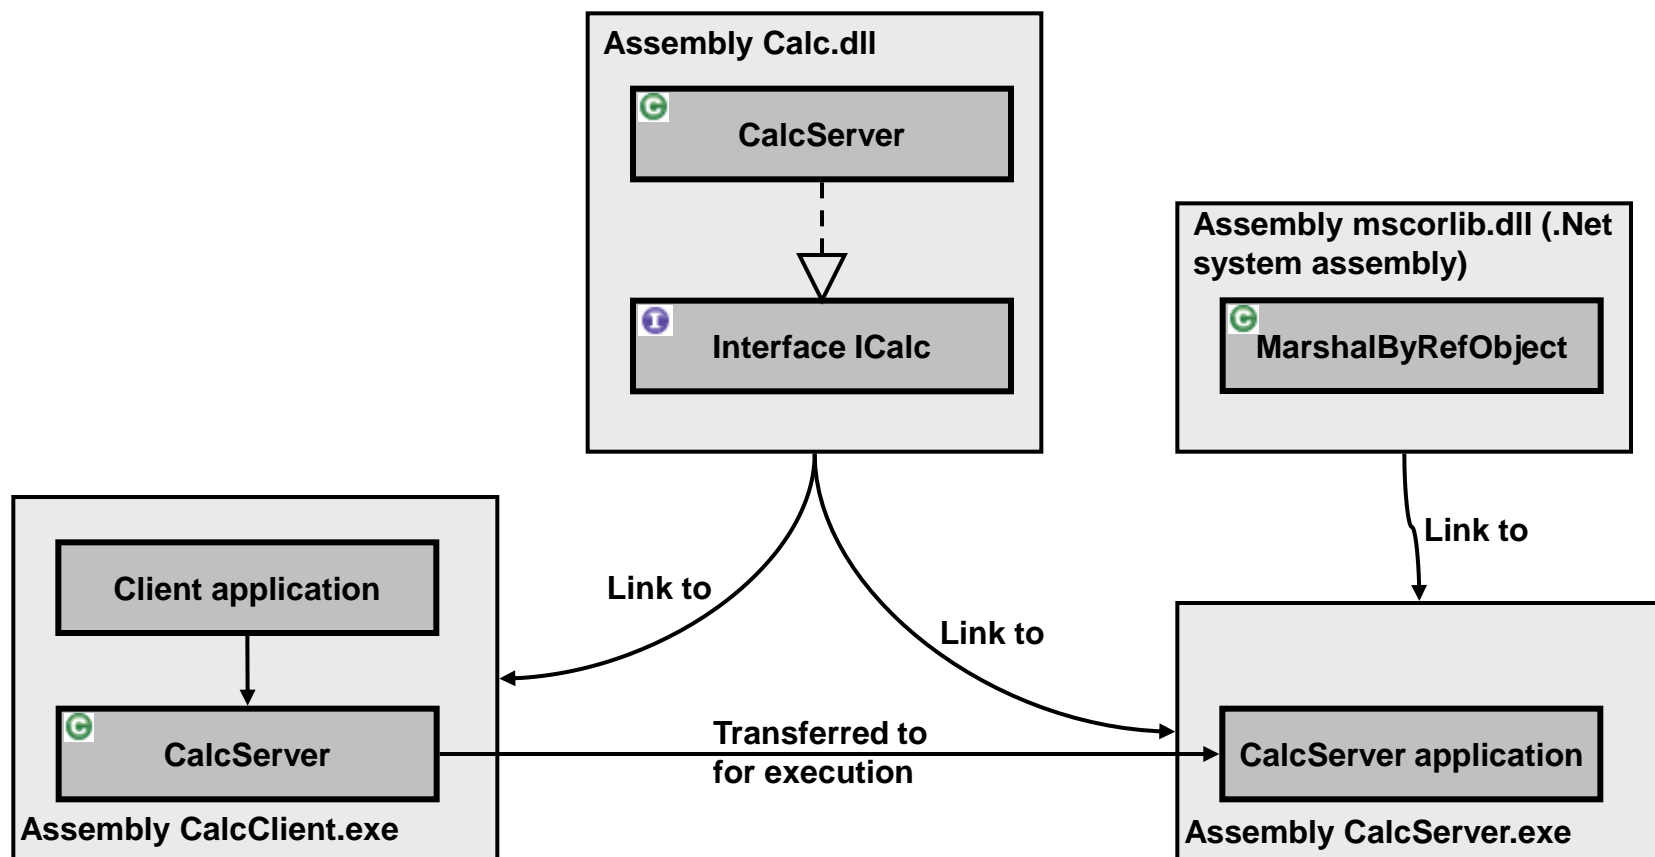 Assembly Calc.dll
C
CalcServer
I
Interface ICalc
Assembly mscorlib.dll (.Net
system assembly)
C
MarshalByRefObject
Link to
Link to
Link to
Client application
C
CalcServer
Assembly CalcClient.exe
Transferred to
for execution
CalcServer application
Assembly CalcServer.exe